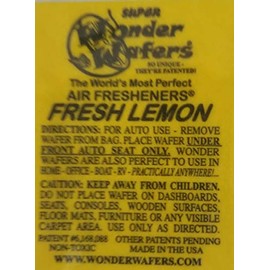 SUPER
Wonder
Wafers
SO UNIQUE -
THEY'RE PATENTED!
The World's Most Perfect
AIR FRESHENERS®
FRESH LEMON
DIRECTIONS: FOR AUTO USE - REMOVE
WAFER FROM BAG. PLACE WAFER UNDER
FRONT AUTO SEAT ONLY. WONDER
WAFERS ARE ALSO PERFECT TO USE IN
HOME - OFFICE - BOAT - RV - PRACTICALLY ANYWHERE!...
CAUTION: KEEP AWAY FROM CHILDREN.
DO NOT PLACE WAFER ON DASHBOARDS,
SEATS, CONSOLES, WOODEN SURFACES,
FLOOR MATS, FURNITURE OR ANY VISIBLE
CARPET AREA. USE ONLY AS DIRECTED.
PATENT #6,168,088 OTHER PATENTS PENDING
NON-TOXIC MADE IN THE USA
WWW.WONDERWAFERS.COM